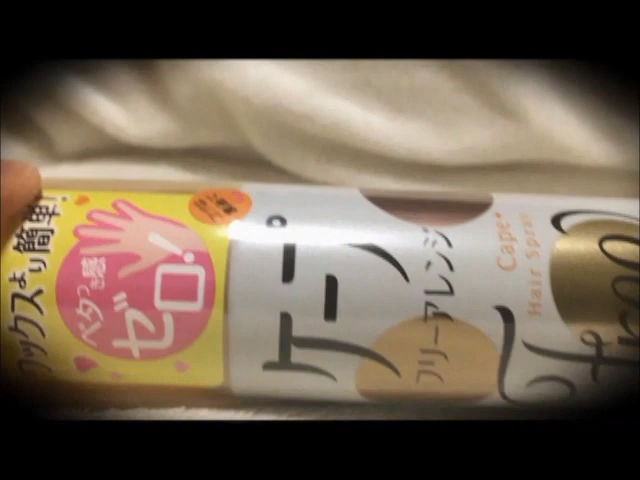 ワックスより簡単!
ベタつき感
ゼロ!
ケープ
フリーアレンジ
Cape
Hair Spray
free